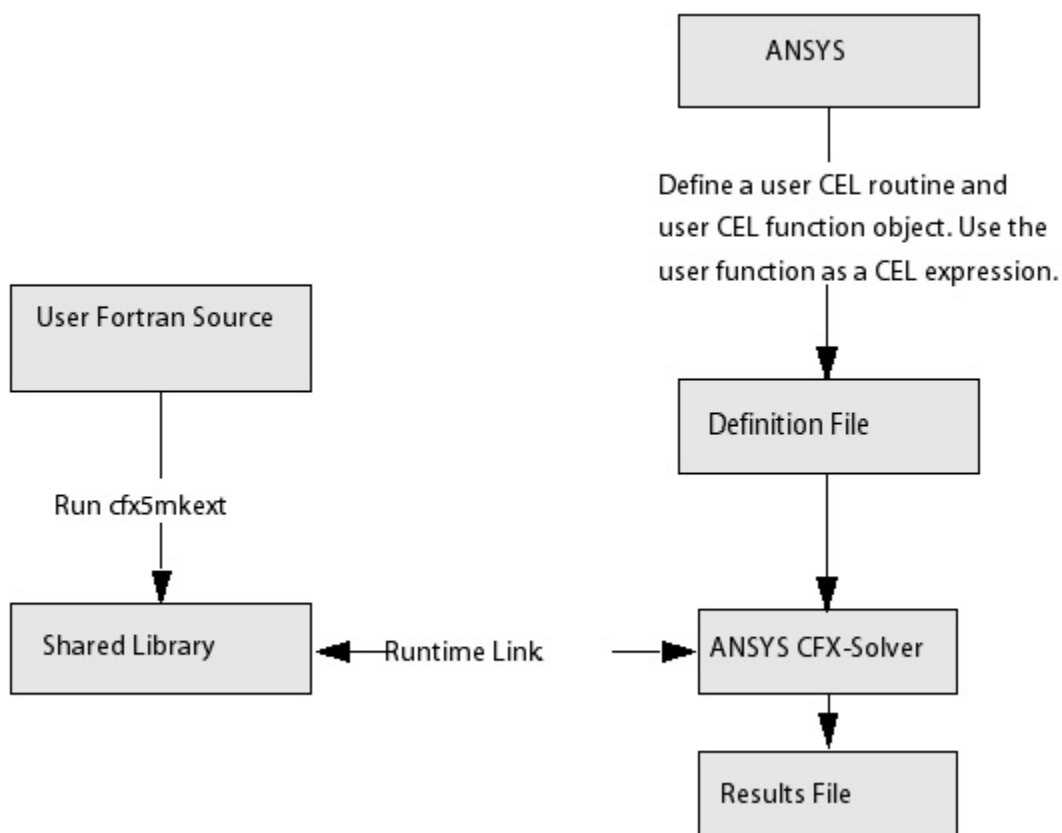 ANSYS
Define a user CEL routine and
user CEL function object. Use the
user function as a CEL expression.
User Fortran Source
Definition File
Run cfx5mkext
Shared Library
Runtime Link
ANSYS CFX-Solver
Results File